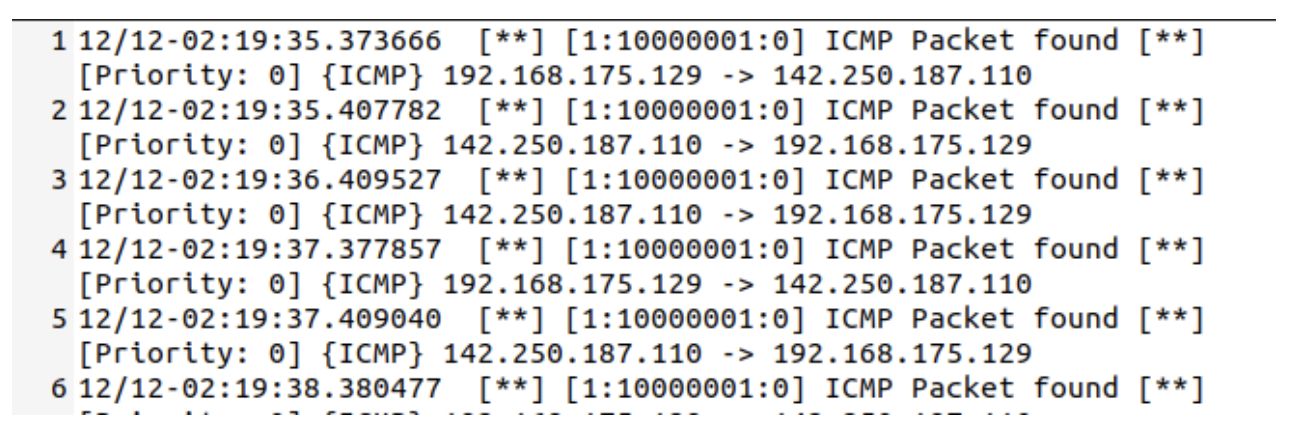 1 12/12-02:19:35.373666 [**] [1:10000001:0] ICMP Packet found [**]
[Priority: 0] {ICMP} 192.168.175.129 -> 142.250.187.110
2 12/12-02:19:35.407782 [**] [1:10000001:0] ICMP Packet found [**]
[Priority: 0] {ICMP} 142.250.187.110 -> 192.168.175.129
3 12/12-02:19:36.409527 [**] [1:10000001:0] ICMP Packet found [**]
[Priority: 0] {ICMP} 142.250.187.110 -> 192.168.175.129
4 12/12-02:19:37.377857 [**] [1:10000001:0] ICMP Packet found [**]
[Priority: 0] {ICMP} 192.168.175.129 -> 142.250.187.110
5 12/12-02:19:37.409040 [**] [1:10000001:0] ICMP Packet found [**]
[Priority: 0] {ICMP} 142.250.187.110 -> 192.168.175.129
6 12/12-02:19:38.380477 [**] [1:10000001:0] ICMP Packet found [**]